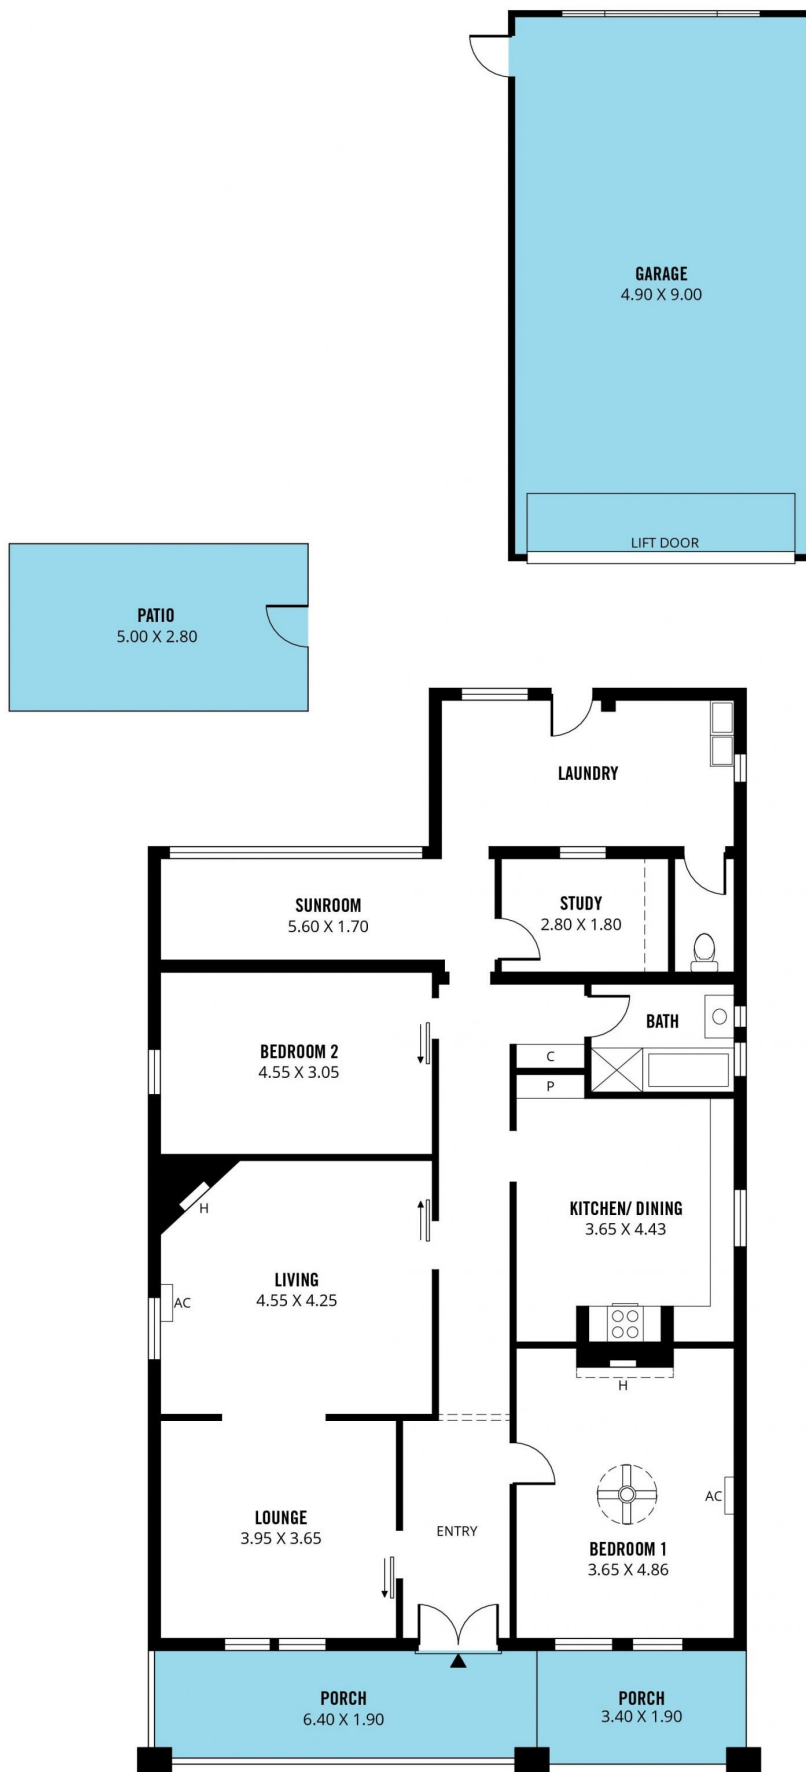 GARAGE
4.90 X 9.00
LIFT DOOR
PATIO
5.00 X 2.80
LAUNDRY
SUNROOM
5.60 X 1.70
STUDY
2.80 X 1.80
BEDROOM 2
4.55 X 3.05
BATH
C
P
H
KITCHEN/ DINING
3.65 X 4.43
LIVING
4.55 X 4.25
AC
H
LOUNGE
3.95 X 3.65
ENTRY
AC
BEDROOM 1
3.65 X 4.86
PORCH
6.40 X 1.90
PORCH
3.40 X 1.90